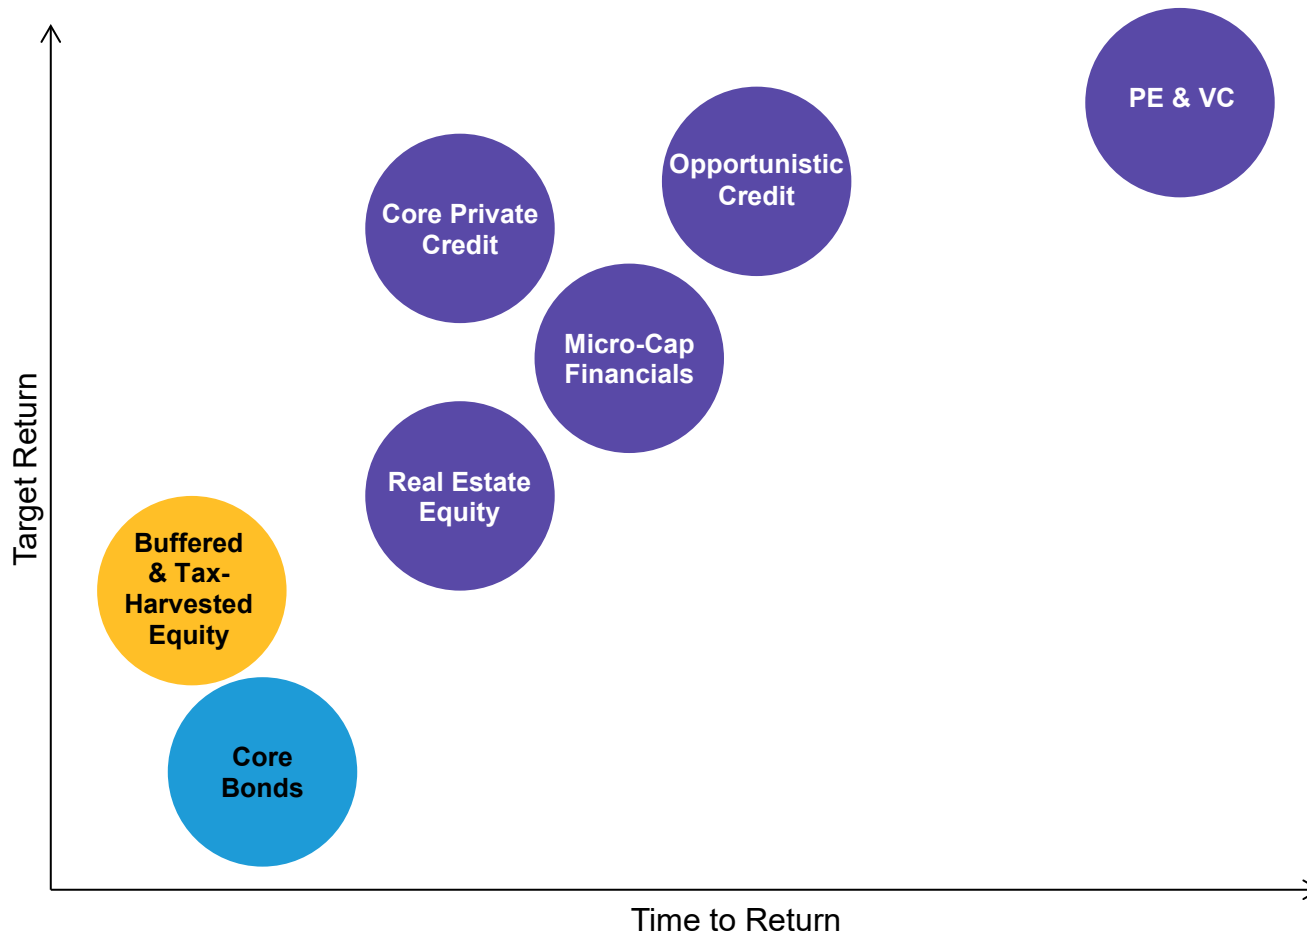 PE & VC
Opportunistic
Credit
Core Private
Credit
Micro-Cap
Financials
Real Estate
Equity
Buffered
& Tax-
Harvested
Equity
Core
Bonds
Target Return
Time to Return